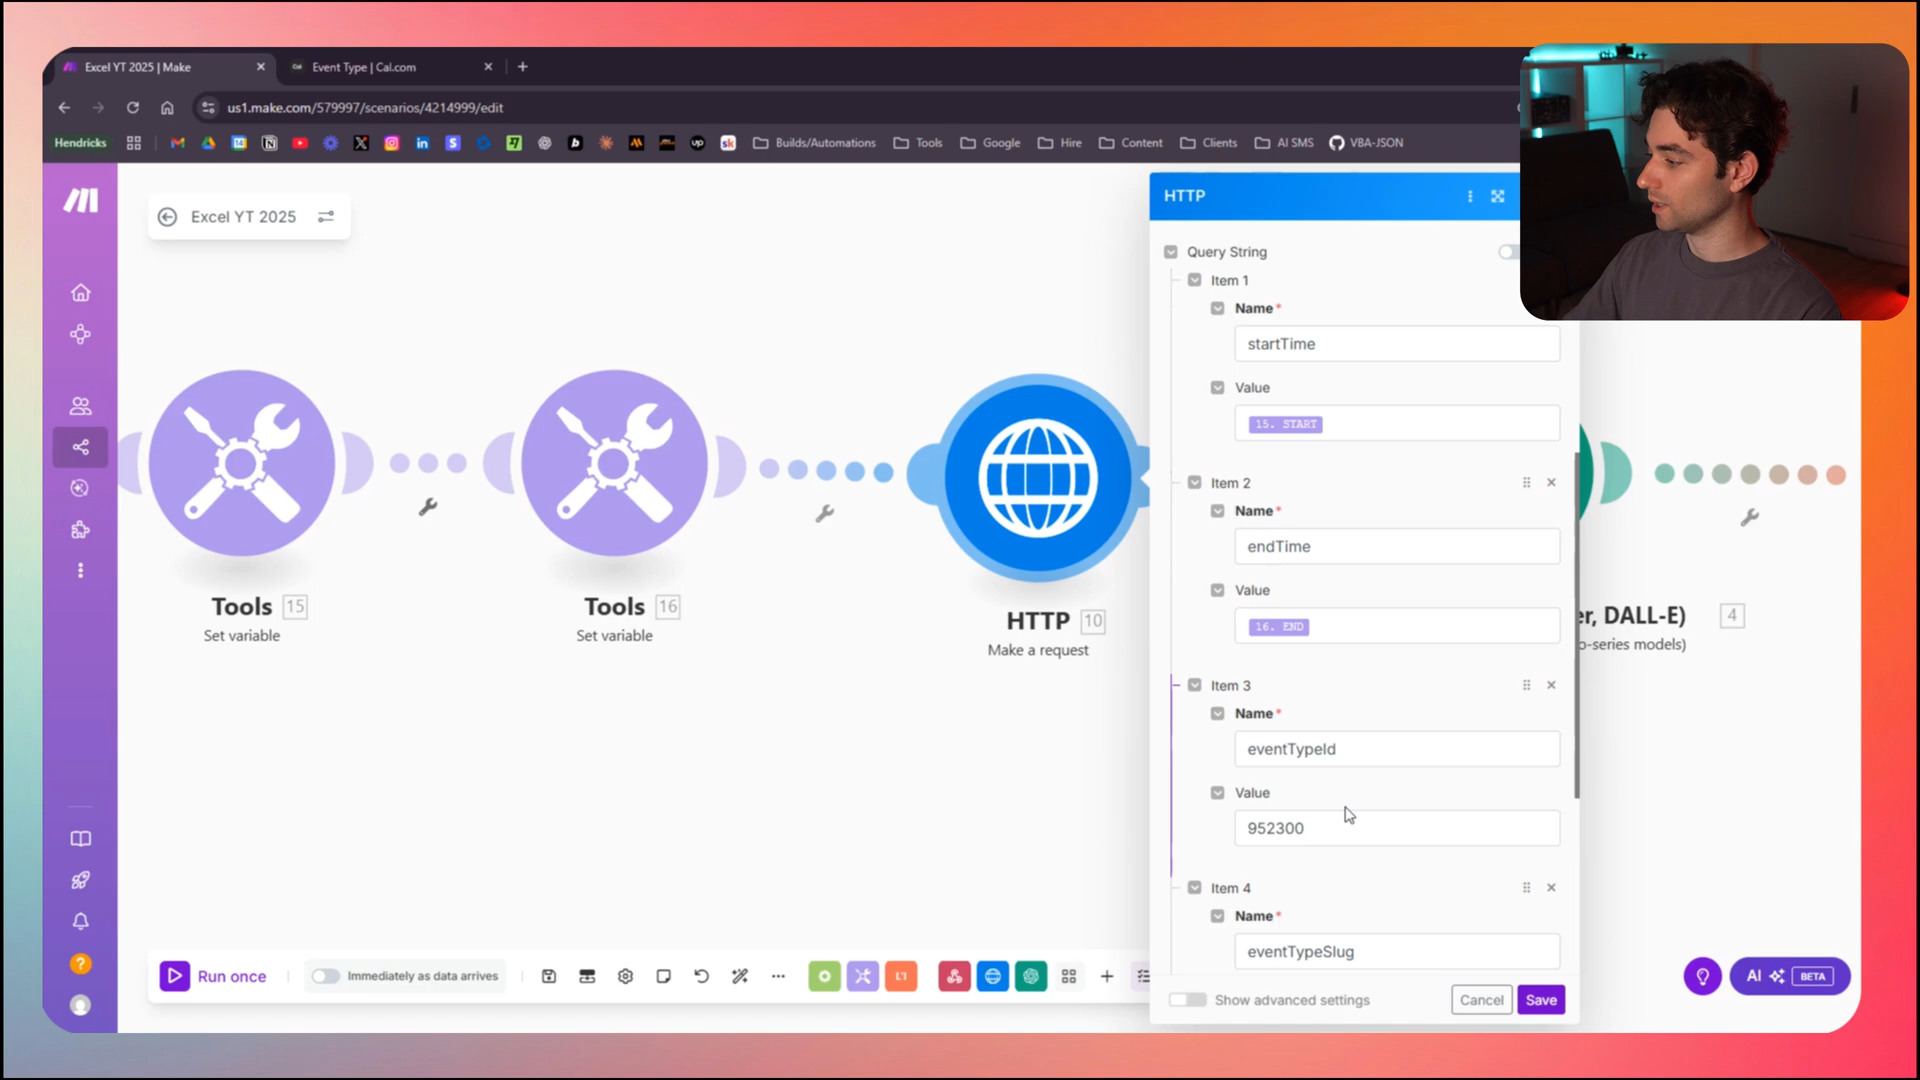 Excel YT 2025 | Make
Cal
Event Type | Cal.com
us1.make.com/579997/scenarios/4214999/edit
Hendricks
Builds/Automations
Tools
Google
Hire
Content
Clients
AI SMS
VBA-JSON
Excel YT 2025
HTTP
Query String
Item 1
Name*
startTime
Value
15. START
Item 2
Name*
endTime
Value
16. END
Item 3
Name*
eventTypeId
Value
952300
Item 4
Name*
eventTypeSlug
Tools 15
Set variable
Tools 16
Set variable
HTTP 10
Make a request
er, DALL-E) 4
o-series models)
Run once
Immediately as data arrives
Show advanced settings
Cancel
Save
AI BETA